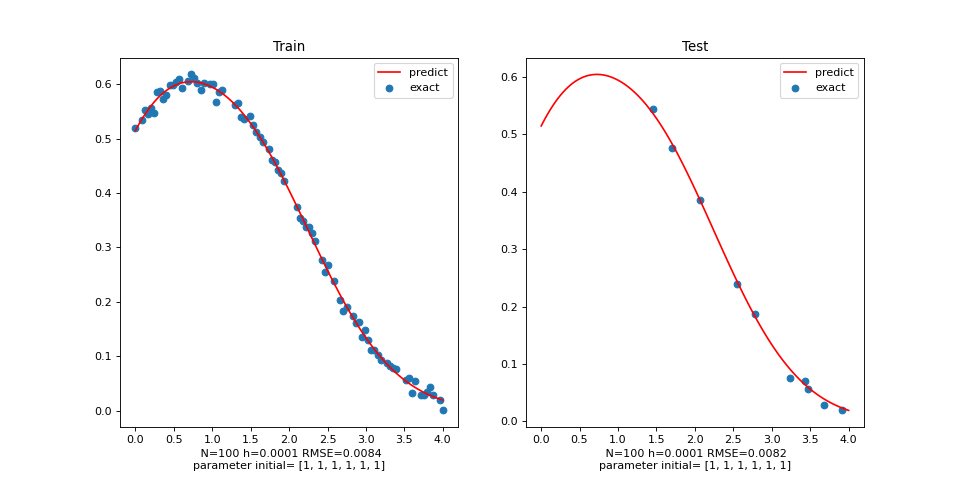 Train
predict
exact
0.6
0.5
0.4
0.3
0.2
0.1
0.0
0.0 0.5 1.0 1.5 2.0 2.5 3.0 3.5 4.0
N=100 h=0.0001 RMSE=0.0084
parameter initial= [1, 1, 1, 1, 1, 1]
Test
predict
exact
0.6
0.5
0.4
0.3
0.2
0.1
0.0
0.0 0.5 1.0 1.5 2.0 2.5 3.0 3.5 4.0
N=100 h=0.0001 RMSE=0.0082
parameter initial= [1, 1, 1, 1, 1, 1]